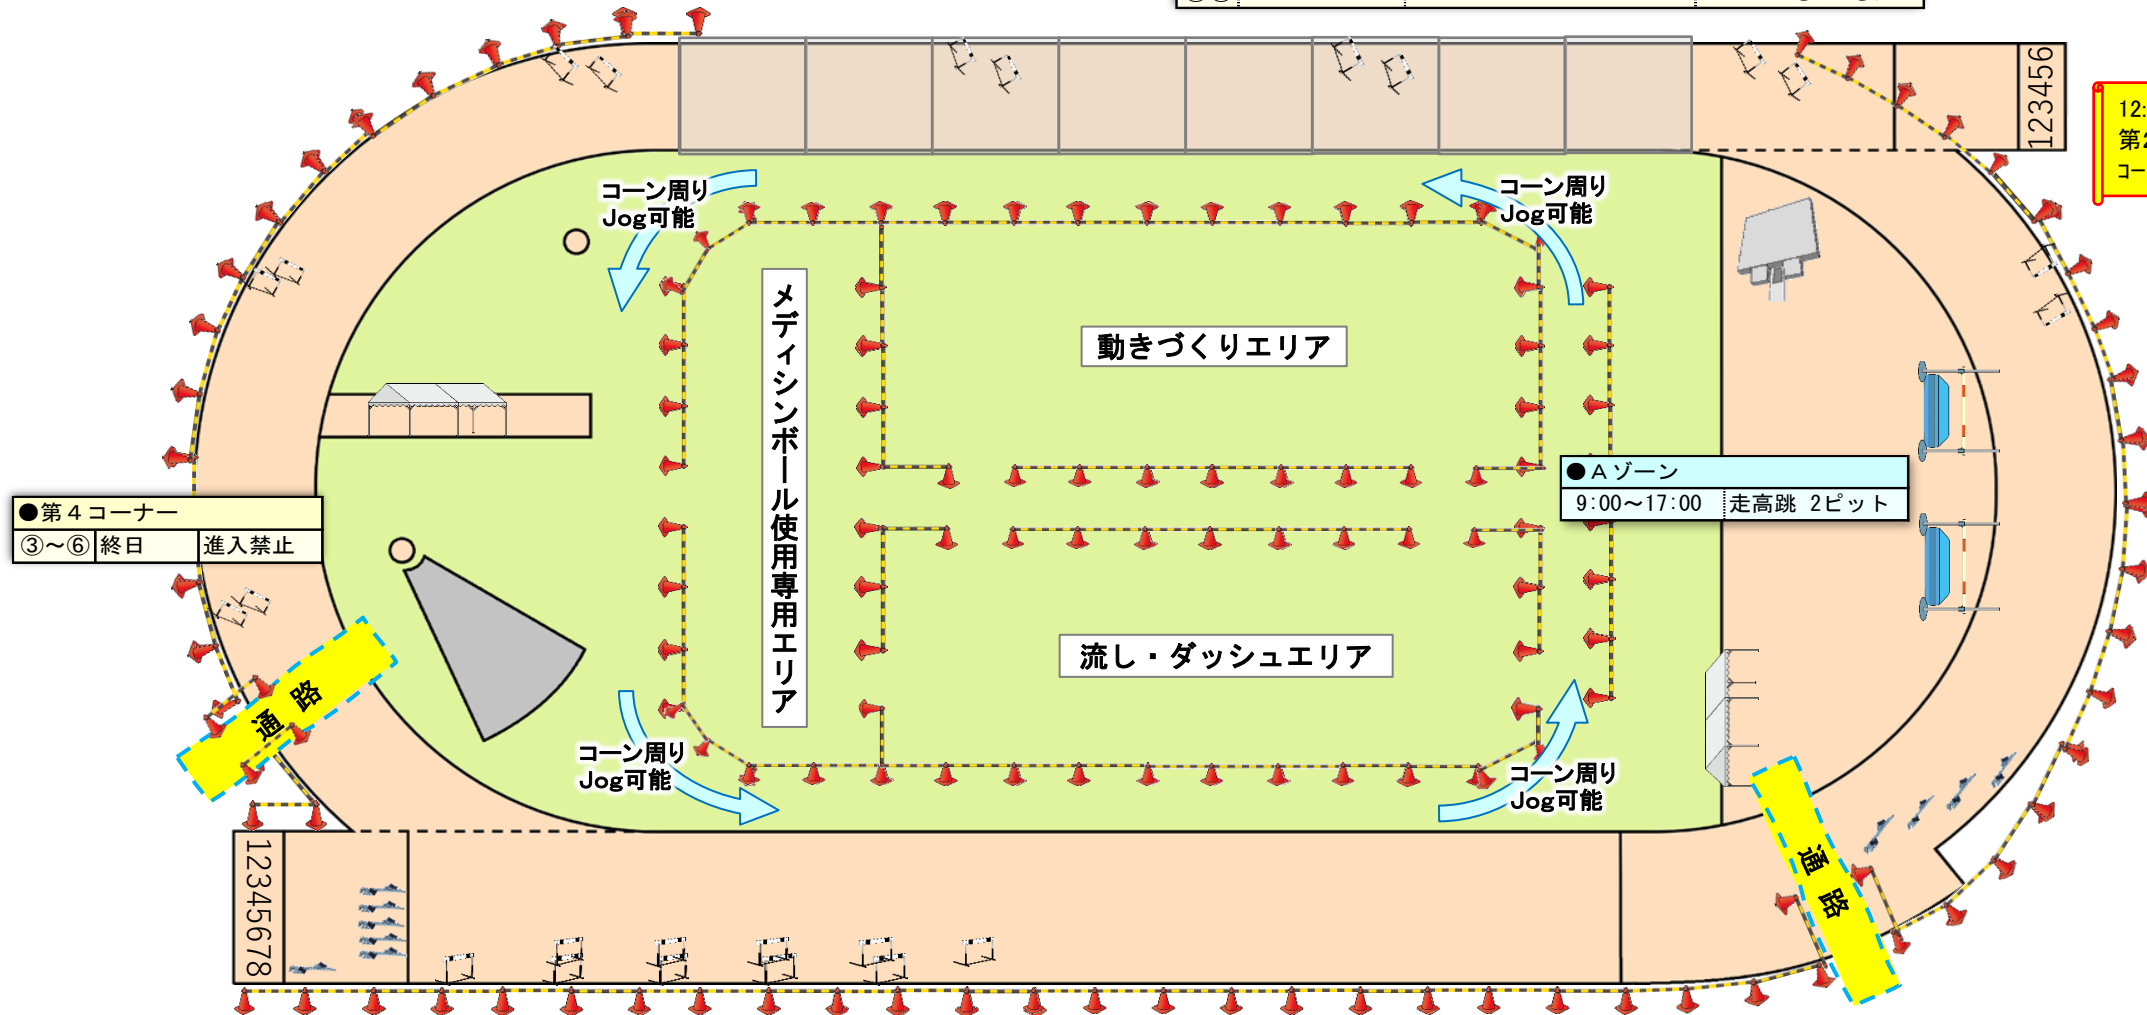 123456
12:
第2
コー
コーン周り
Jog可能
コーン周り
Jog可能
メディシンボール使用専用エリア
動きづくりエリア
●Aゾーン
9:00～17:00 走高跳 2ピット
●第４コーナー
③～⑥ 終日 進入禁止
流し・ダッシュエリア
通路
コーン周り
Jog可能
コーン周り
Jog可能
通路
12345678